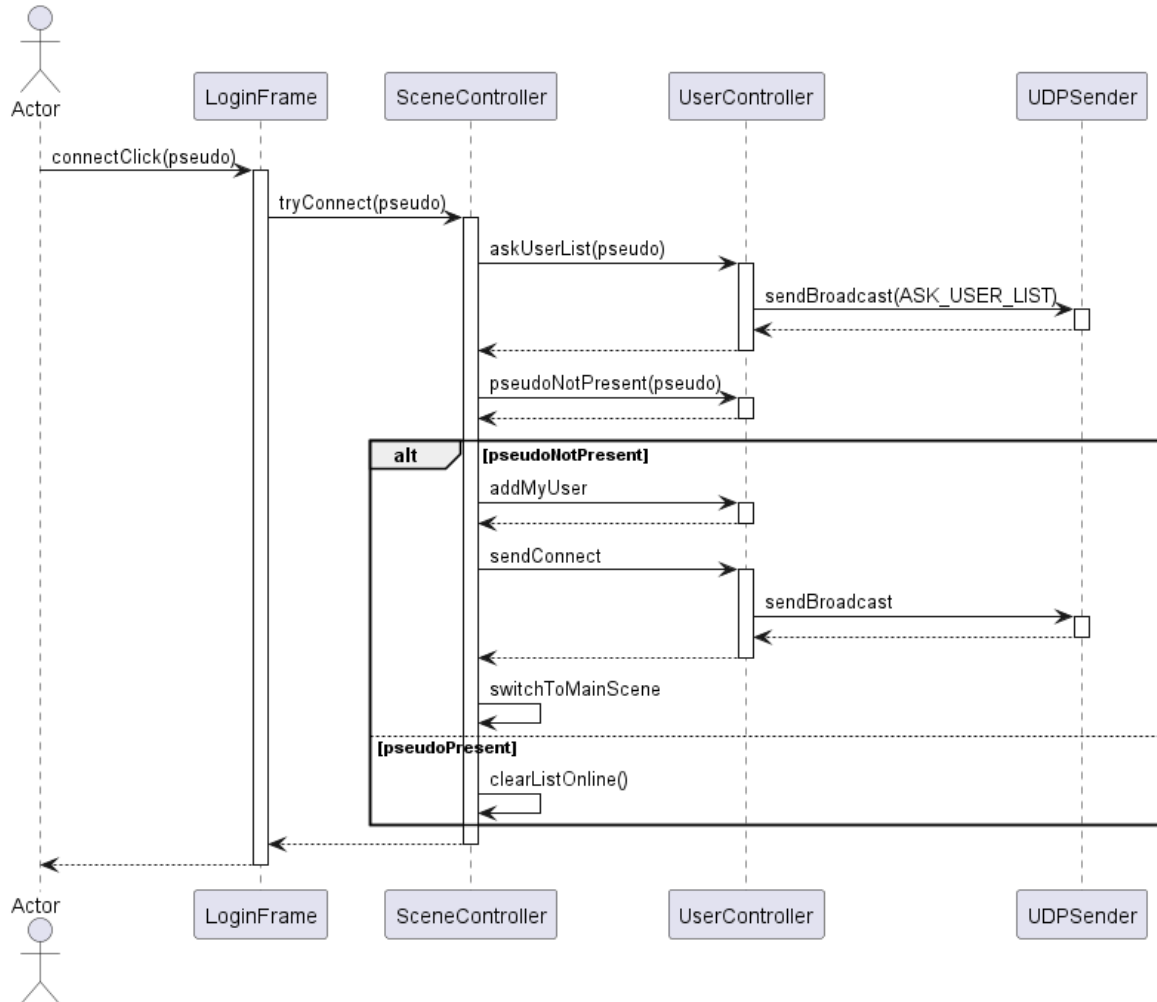 Actor
LoginFrame
SceneController
UserController
UDPSender
connectClick(pseudo)
tryConnect(pseudo)
askUserList(pseudo)
sendBroadcast(ASK_USER_LIST)
pseudoNotPresent(pseudo)
alt
[pseudoNotPresent]
addMyUser
sendConnect
sendBroadcast
switchToMainScene
[pseudoPresent]
clearListOnline()
Actor
LoginFrame
SceneController
UserController
UDPSender